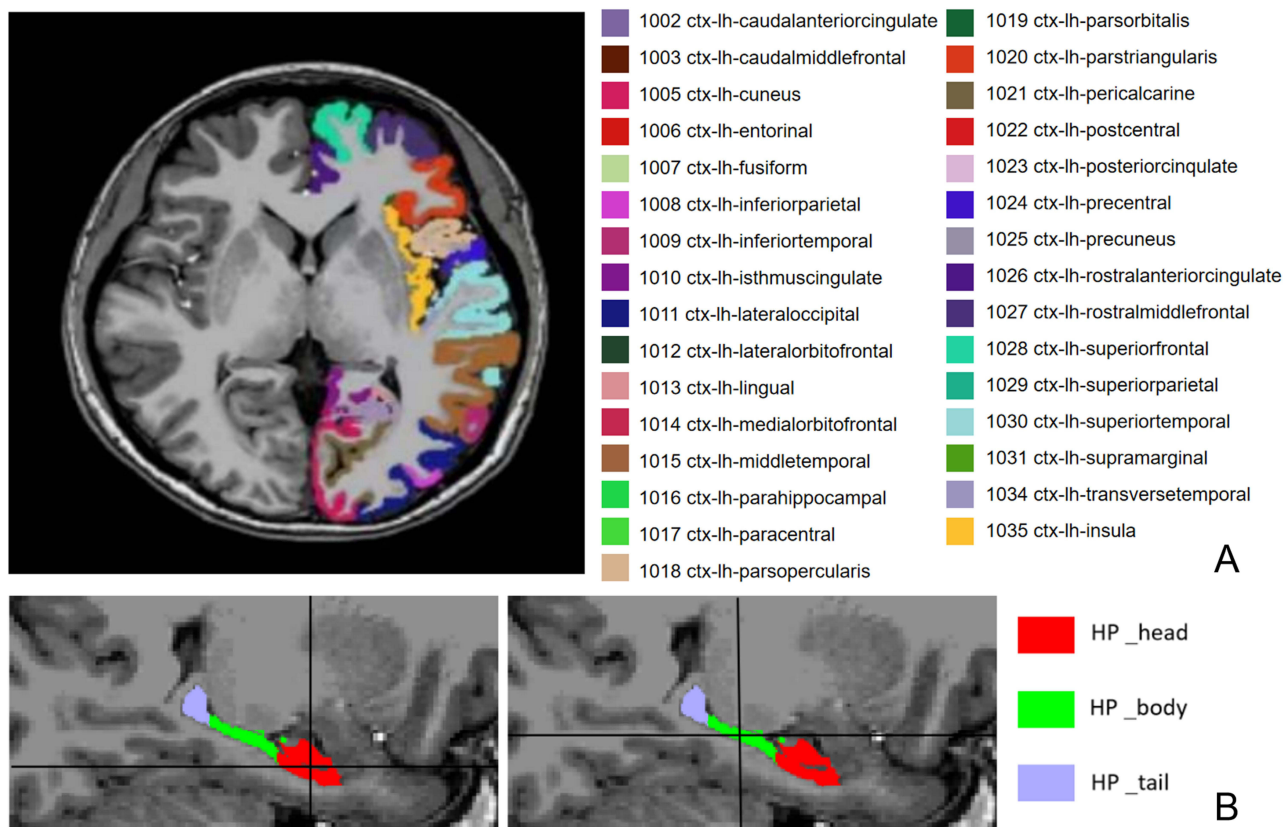 1002 ctx-lh-caudalanteriorcingulate
1003 ctx-lh-caudalmiddlefrontal
1005 ctx-lh-cuneus
1006 ctx-lh-entorinal
1007 ctx-lh-fusiform
1008 ctx-lh-inferiorparietal
1009 ctx-lh-inferiortemporal
1010 ctx-lh-isthmuscingulate
1011 ctx-lh-lateraloccipital
1012 ctx-lh-lateralorbitofrontal
1013 ctx-lh-lingual
1014 ctx-lh-medialorbitofrontal
1015 ctx-lh-middletemporal
1016 ctx-lh-parahippocampal
1017 ctx-lh-paracentral
1018 ctx-lh-parsopercularis
1019 ctx-lh-parsorbitalis
1020 ctx-lh-parstriangularis
1021 ctx-lh-pericalcarine
1022 ctx-lh-postcentral
1023 ctx-lh-posteriorcinqulate
1024 ctx-lh-precentral
1025 ctx-lh-precuneus
1026 ctx-lh-rostralanteriorcingulate
1027 ctx-lh-rostralmiddlefrontal
1028 ctx-lh-superiorfrontal
1029 ctx-lh-superiorparietal
1030 ctx-lh-superiortemporal
1031 ctx-lh-supramarginal
1034 ctx-lh-transversetemporal
1035 ctx-lh-insula
A
HP _head
HP _body
HP _tail
B